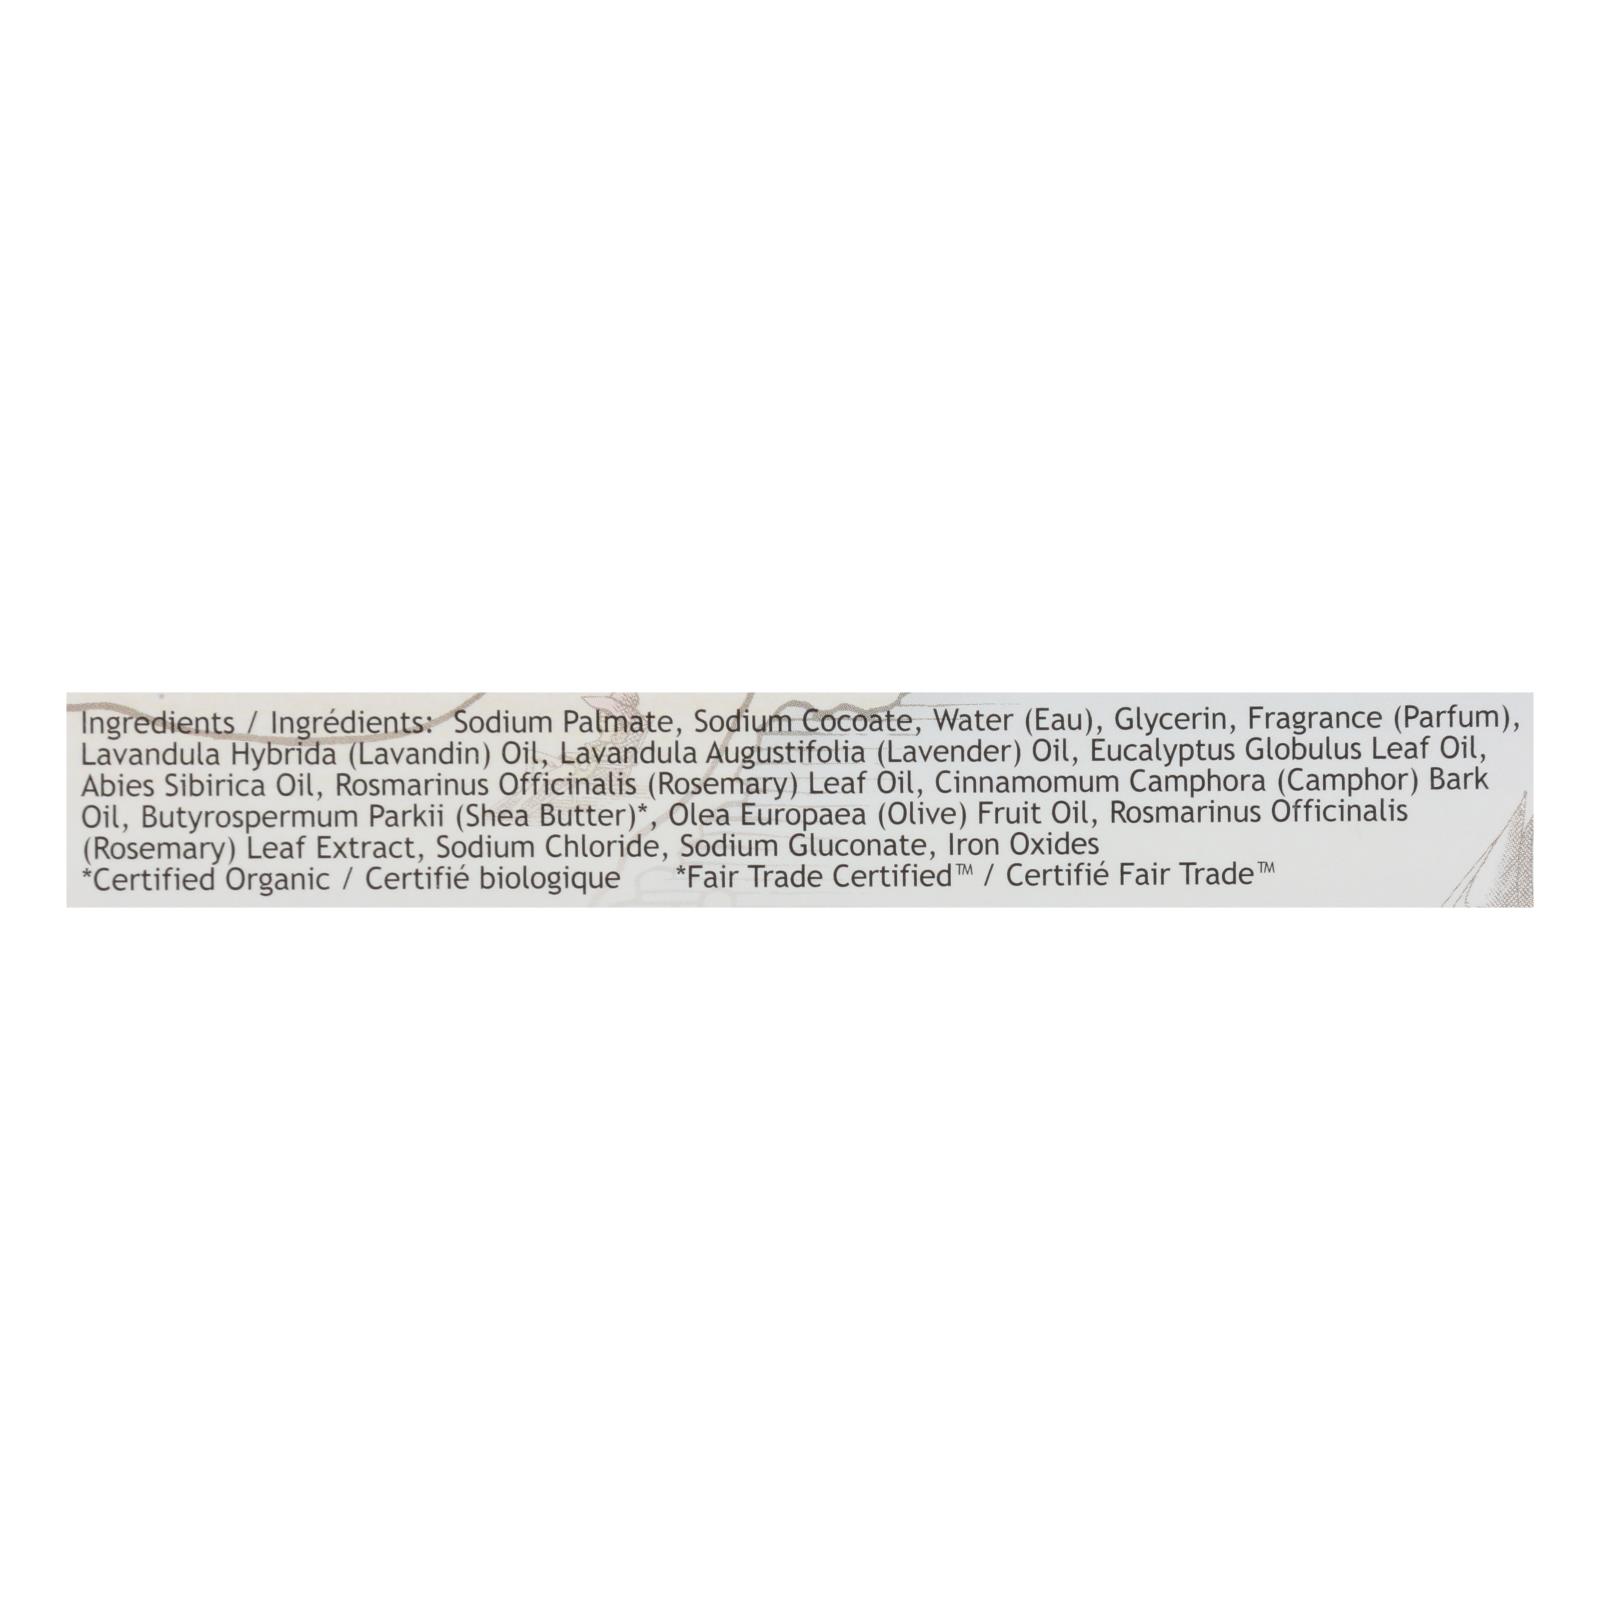 Ingredients / Ingrédients: Sodium Palmate, Sodium Cocoate, Water (Eau), Glycerin, Fragrance (Parfum),
Lavandula Hybrida (Lavandin) Oil, Lavandula Augustifolia (Lavender) Oil, Eucalyptus Globulus Leaf Oil,
Abies Sibirica Oil, Rosmarinus Officinalis (Rosemary) Leaf Oil, Cinnamomum Camphora (Camphor) Bark
Oil, Butyrospermum Parkii (Shea Butter)*, Olea Europaea (Olive) Fruit Oil, Rosmarinus Officinalis
(Rosemary) Leaf Extract, Sodium Chloride, Sodium Gluconate, Iron Oxides
*Certified Organic / Certifié biologique *Fair Trade Certified™ / Certifié Fair Trade™